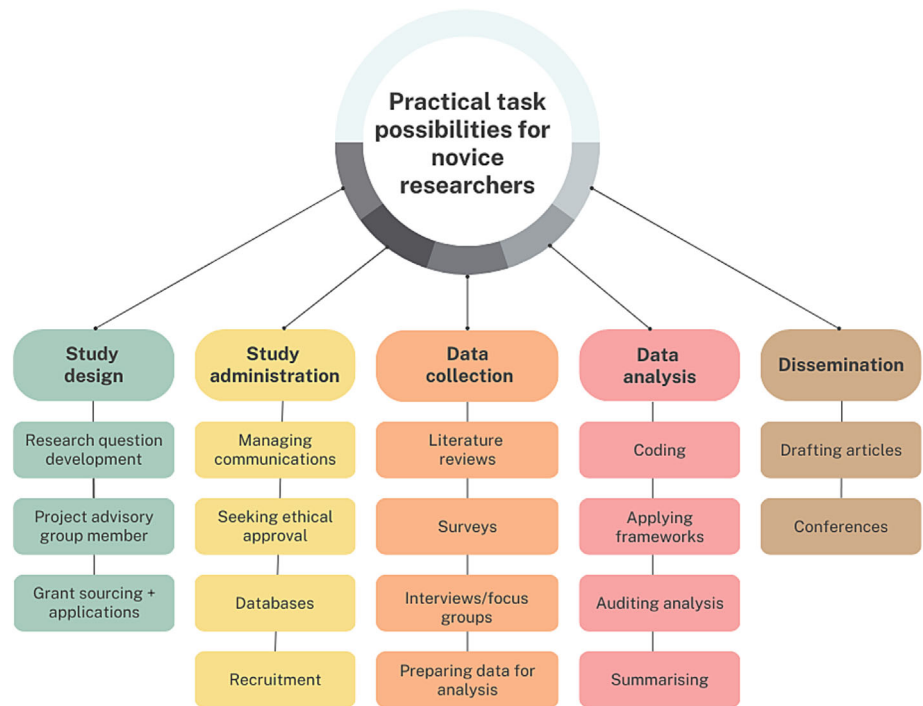 Practical task
possibilities for
novice
researchers
Study
design
Research question
development
Project advisory
group member
Grant sourcing +
applications
Study
administration
Managing
communications
Seeking ethical
approval
Databases
Recruitment
Data
collection
Literature
reviews
Surveys
Interviews/focus
groups
Preparing data for
analysis
Data
analysis
Coding
Applying
frameworks
Auditing analysis
Summarising
Dissemination
Drafting articles
Conferences